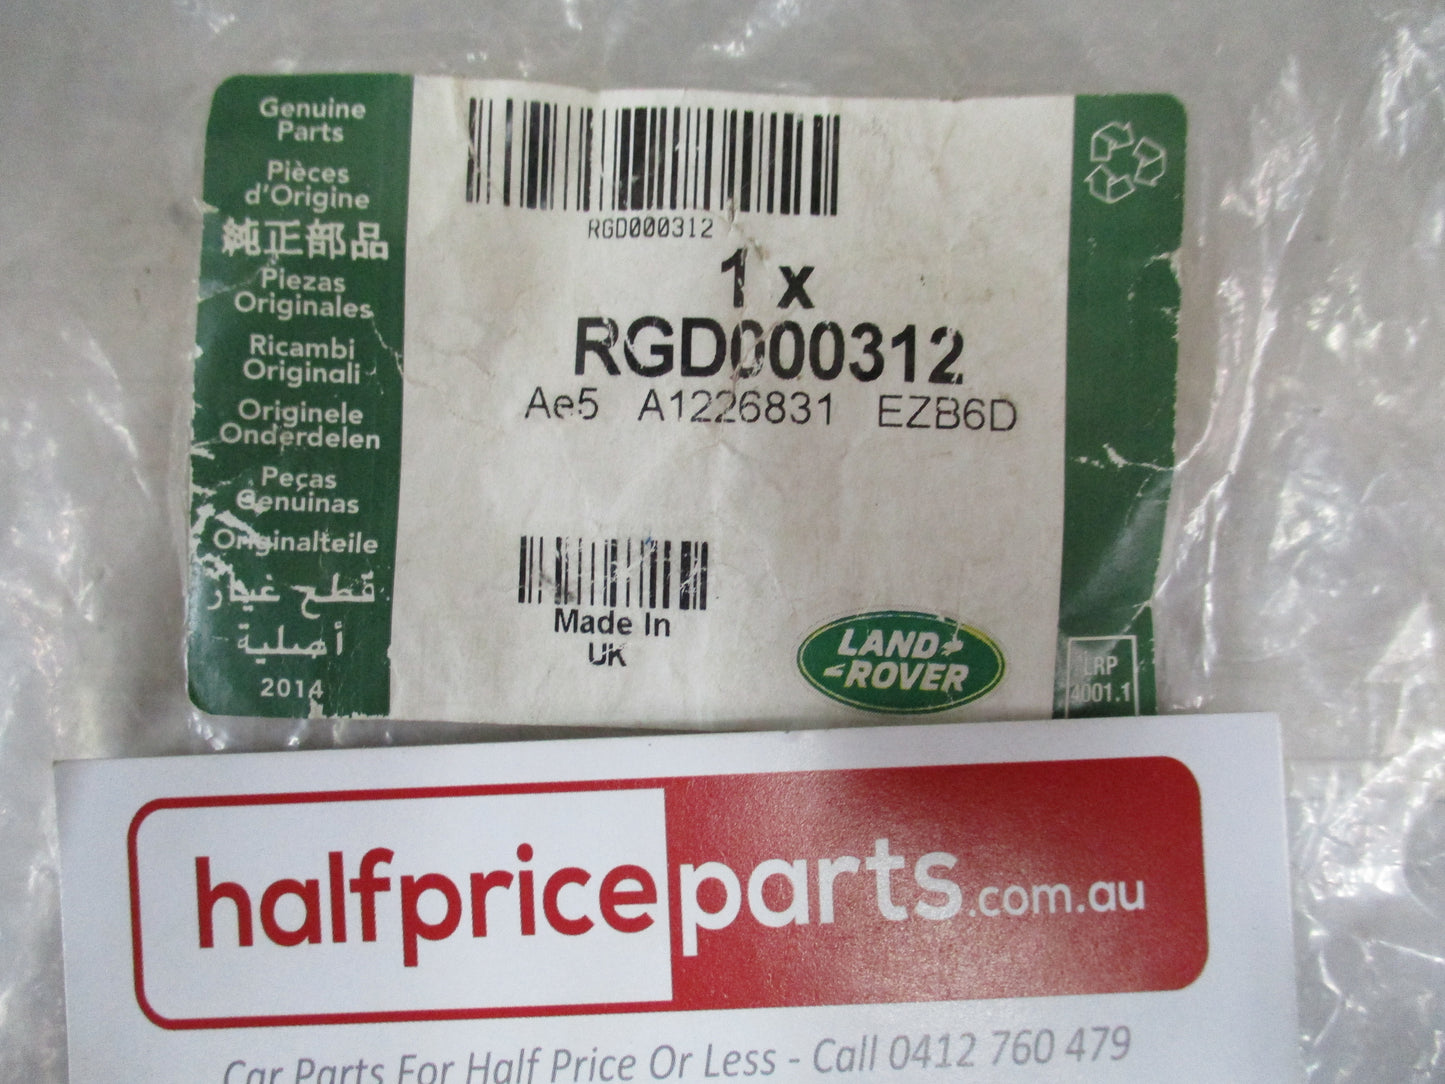 Genuine
Parts
Pièces
d'Origine
純正部品
Piezas
Originales
Ricambi
Originali
Originele
Onderdelen
Peças
Genuinas
Originalteile
قطع غيار
أصلية
2014
RGD000312
1 x
RGD000312
Ae5 A1226831 EZB6D
Made In
UK
LAND
ROVER
LRP
4001.1
halfpriceparts.com.au
Car Parts For Half Price Or Less - Call 0412 760 479